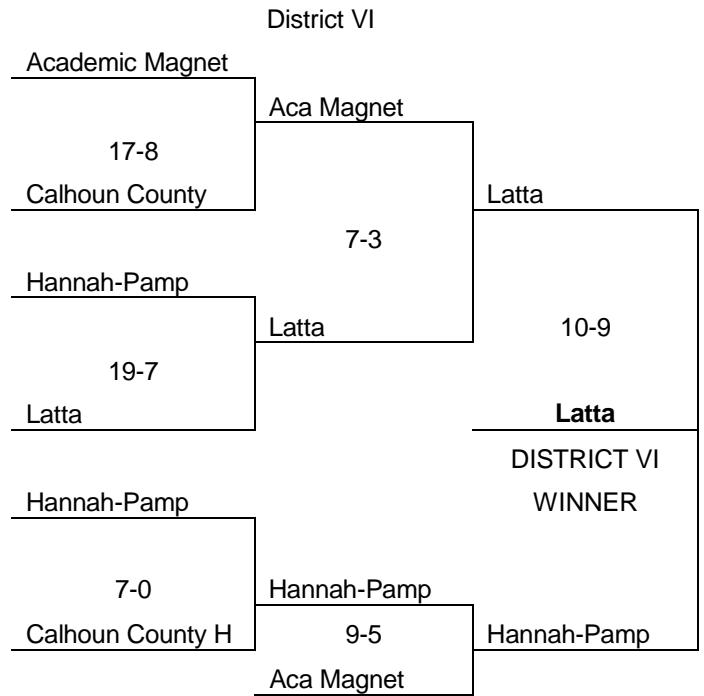 District VI
Academic Magnet
Aca Magnet
17-8
Calhoun County
Latta
7-3
Hannah-Pamp
Latta
10-9
19-7
Latta
Latta
DISTRICT VI
Hannah-Pamp
WINNER
7-0
Hannah-Pamp
Calhoun County H
9-5
Hannah-Pamp
Aca Magnet